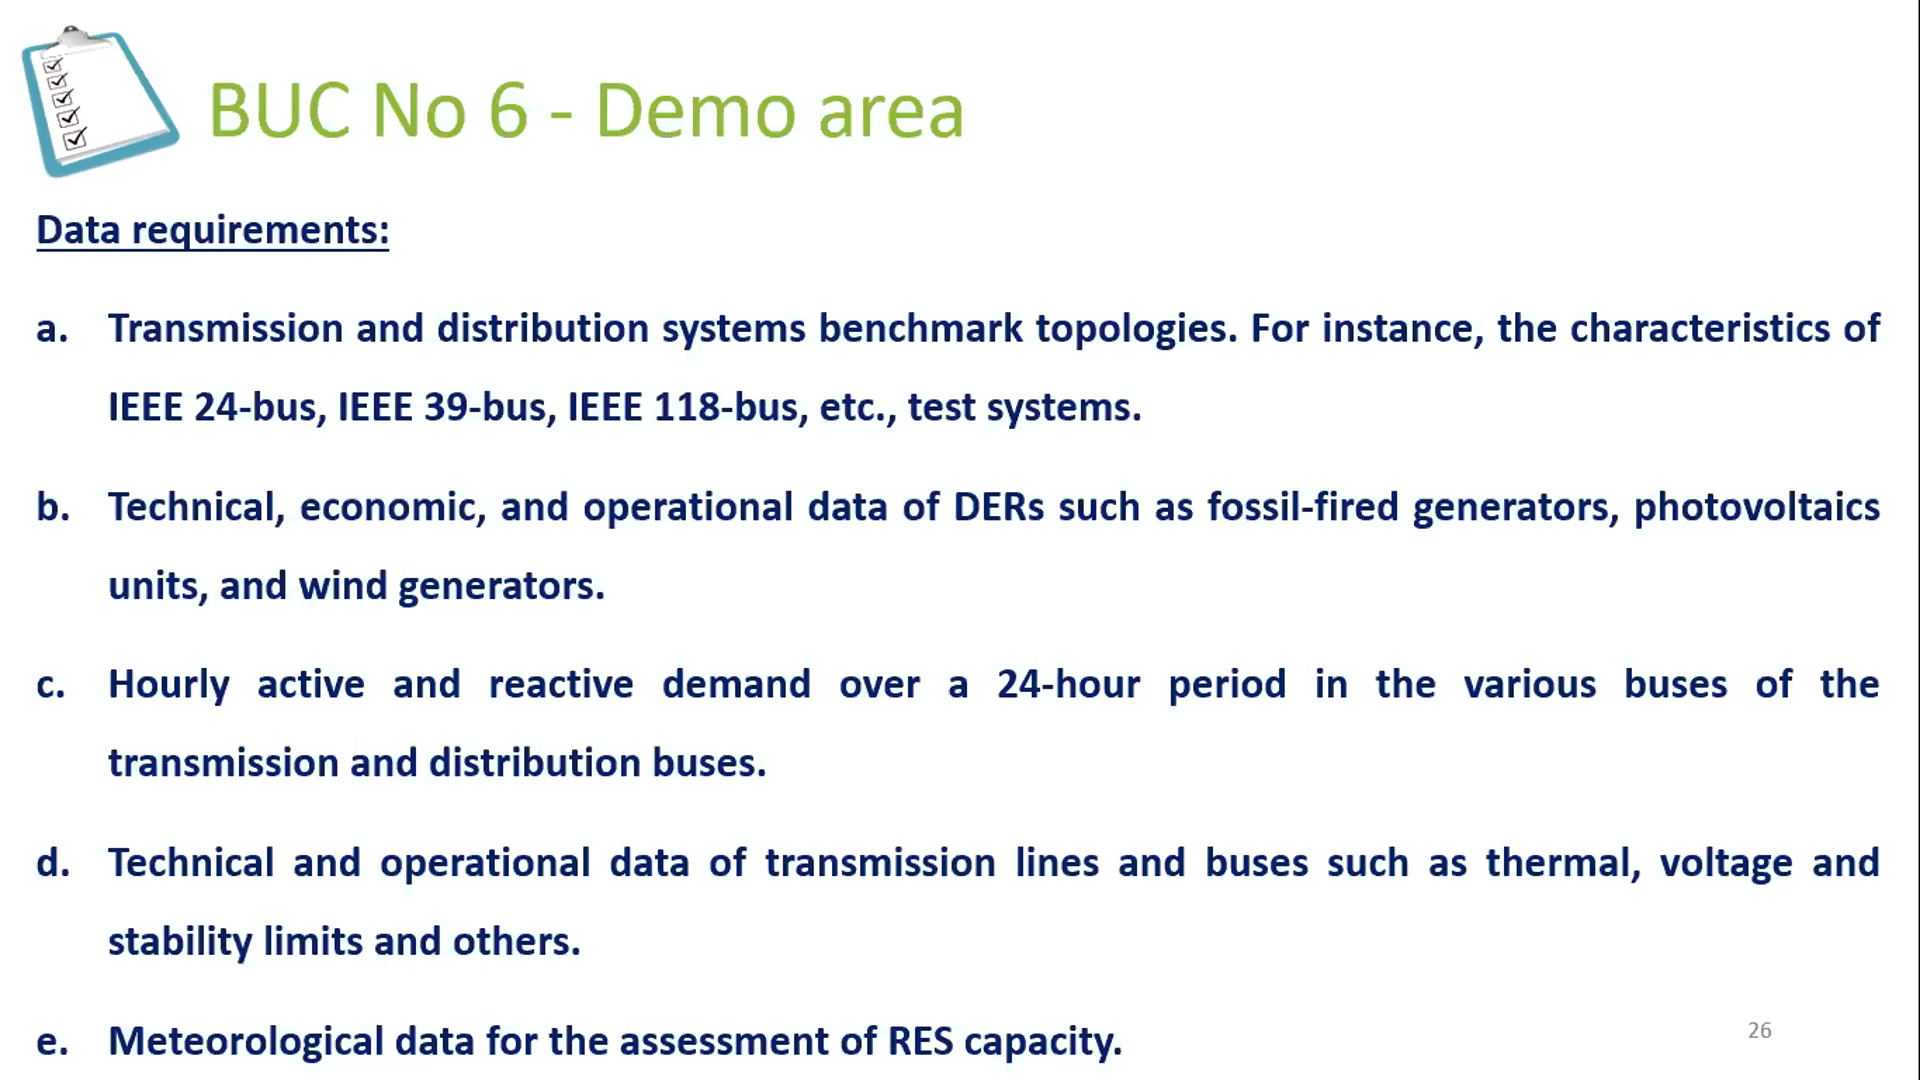 BUC No 6 - Demo area
Data requirements:
a. Transmission and distribution systems benchmark topologies. For instance, the characteristics of
IEEE 24-bus, IEEE 39-bus, IEEE 118-bus, etc., test systems.
b. Technical, economic, and operational data of DERs such as fossil-fired generators, photovoltaics
units, and wind generators.
c. Hourly active and reactive demand over a 24-hour period in the various buses of the
transmission and distribution buses.
d. Technical and operational data of transmission lines and buses such as thermal, voltage and
stability limits and others.
e. Meteorological data for the assessment of RES capacity.
26